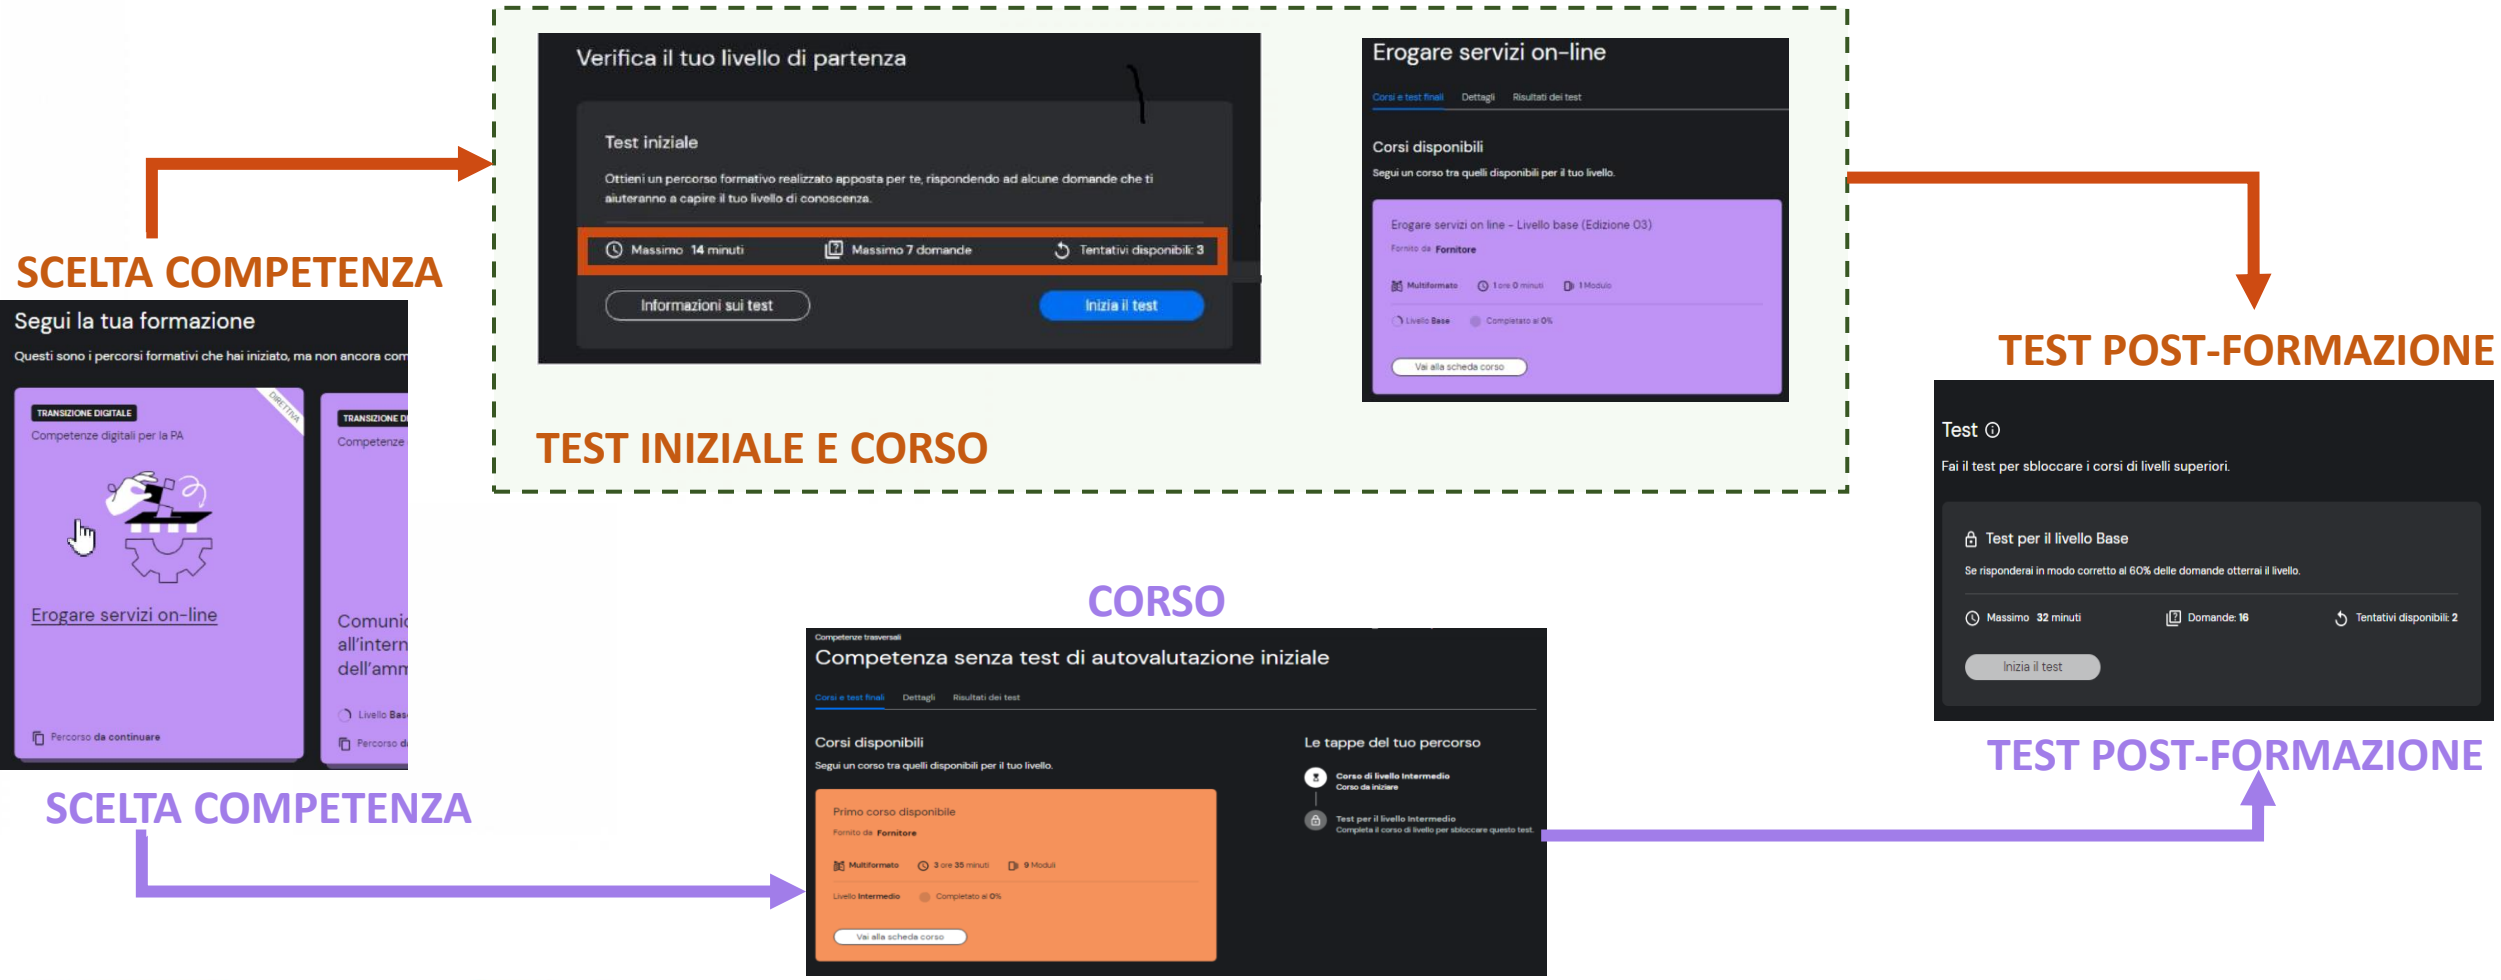 Verifica il tuo livello di partenza
Test iniziale
Ottieni un percorso formativo realizzato apposta per te, rispondendo ad alcune domande che ti
aiuteranno a capire il tuo livello di conoscenza.
Massimo 14 minuti
Massimo 7 domande
Tentativi disponibili: 3
Informazioni sui test
Inizia il test
Erogare servizi on-line
Corsi e test finali
Dettagli
Risultati dei test
Corsi disponibili
Segui un corso tra quelli disponibili per il tuo livello.
Erogare servizi on line - Livello base (Edizione 03)
Fornito da Fornitore
Multiformato
1 ore 0 minuti
1 Modulo
Livello Base
Completato al 0%
Vai alla scheda corso
TEST INIZIALE E CORSO
SCELTA COMPETENZA
Segui la tua formazione
Questi sono i percorsi formativi che hai iniziato, ma non ancora com
TRANSIZIONE DIGITALE
DIRETTIVA
Competenze digitali per la PA
Erogare servizi on-line
Percorso da continuare
TRANSIZIONE DI
Competenze
Comunic
all'intern
dell'amm
Livello Bas
Percorso d
SCELTA COMPETENZA
CORSO
Competenze trasversali
Competenza senza test di autovalutazione iniziale
Corsi e test finali
Dettagli
Risultati dei test
Corsi disponibili
Segui un corso tra quelli disponibili per il tuo livello.
Primo corso disponibile
Fornito da Fornitore
Multiformato
3 ore 35 minuti
9 Moduli
Livello Intermedio
Completato al 0%
Vai alla scheda corso
Le tappe del tuo percorso
Corso di livello Intermedio
Corso da iniziare
Test per il livello Intermedio
Completa il corso di livello per sbloccare questo test.
TEST POST-FORMAZIONE
Test
Fai il test per sbloccare i corsi di livelli superiori.
Test per il livello Base
Se risponderai in modo corretto al 60% delle domande otterrai il livello.
Massimo 32 minuti
Domande: 16
Tentativi disponibili: 2
Inizia il test
TEST POST-FORMAZIONE